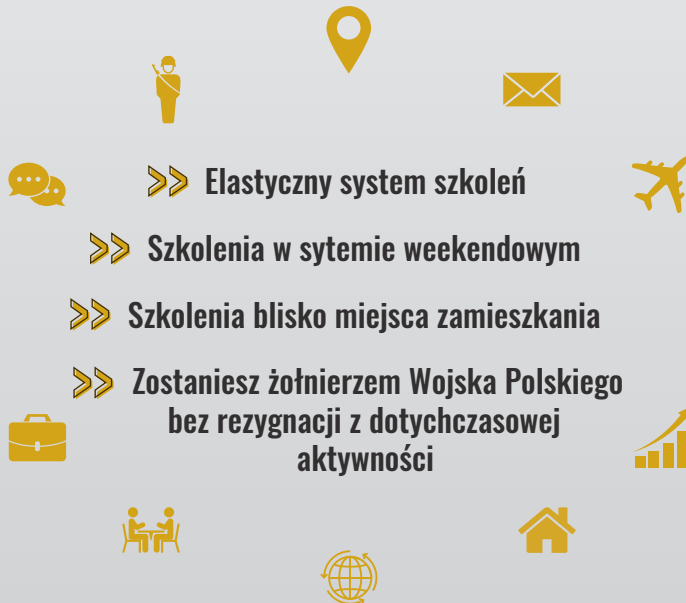 >> Elastyczny system szkoleń
>> Szkolenia w sytemie weekendowym
>> Szkolenia blisko miejsca zamieszkania
>> Zostaniesz żołnierzem Wojska Polskiego
bez rezygnacji z dotychczasowej
aktywności